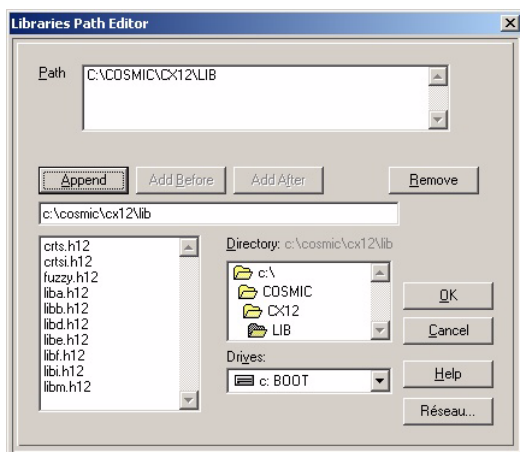 Libraries Path Editor
Path
C:\COSMIC\CX12\LIB
Append
Add Before
Add After
Remove
c:\cosmic\cx12\lib
crts.h12
crtsi.h12
fuzzy.h12
liba.h12
libb.h12
libd.h12
libe.h12
libf.h12
libi.h12
libm.h12
Directory: c:\cosmic\cx12\lib
c:\
COSMIC
CX12
LIB
Drives:
c: BOOT
OK
Cancel
Help
Réseau...